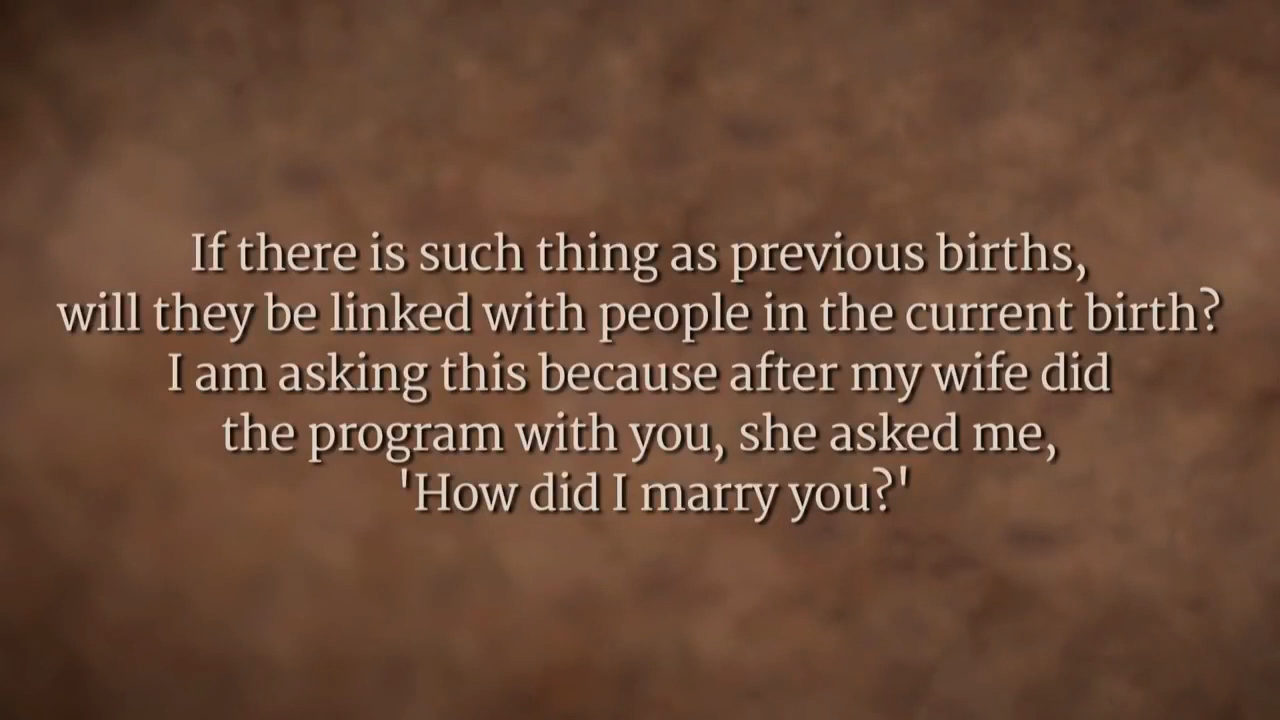 If there is such thing as previous births,
will they be linked with people in the current birth?
I am asking this because after my wife did
the program with you, she asked me,
'How did I marry you?'